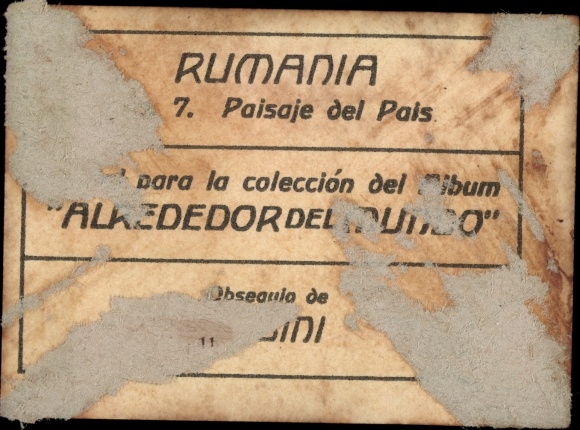 RUMANIA
7. Paisaje del Pais
para la colección del Album
"ALREDEDOR DEL MUNDO"
Obsequio de